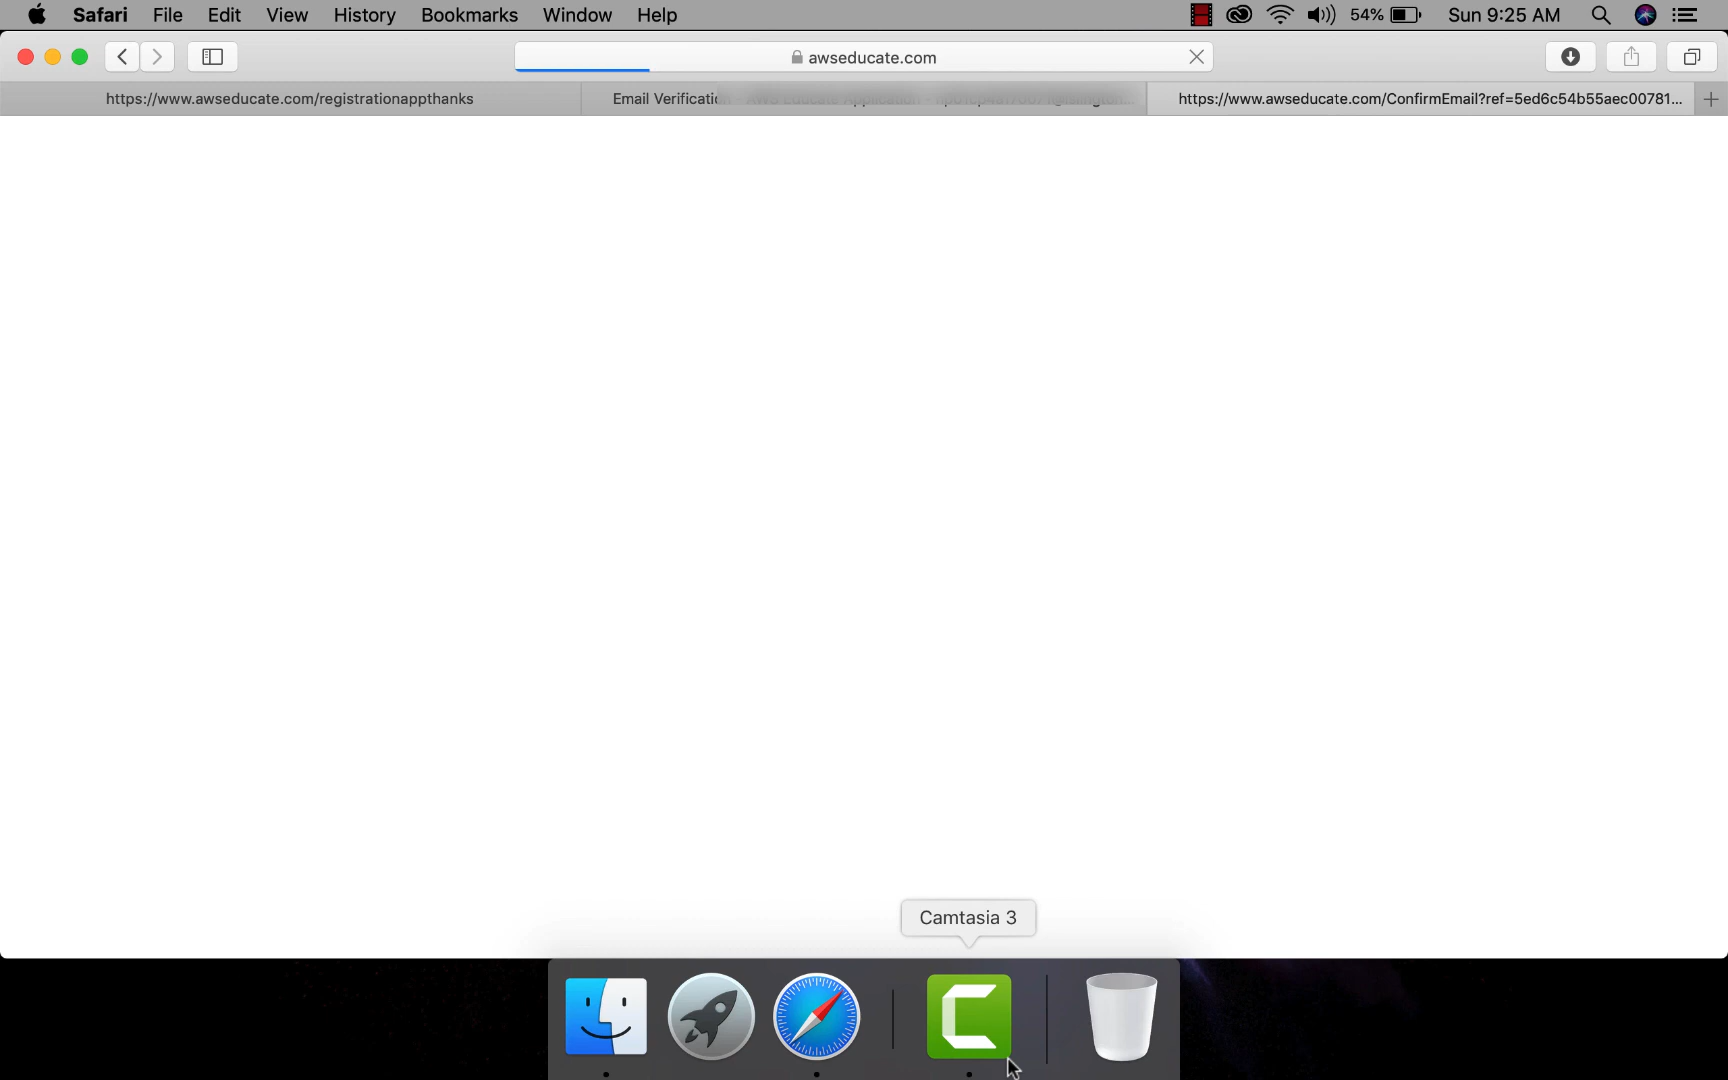 Safari File Edit View History Bookmarks Window Help 54% Sun 9:25 AM
awseducate.com
https://www.awseducate.com/registrationappthanks Email https://www.awseducate.com/ConfirmEmail?ref=5ed6c54b55aec00781...
Camtasia 3